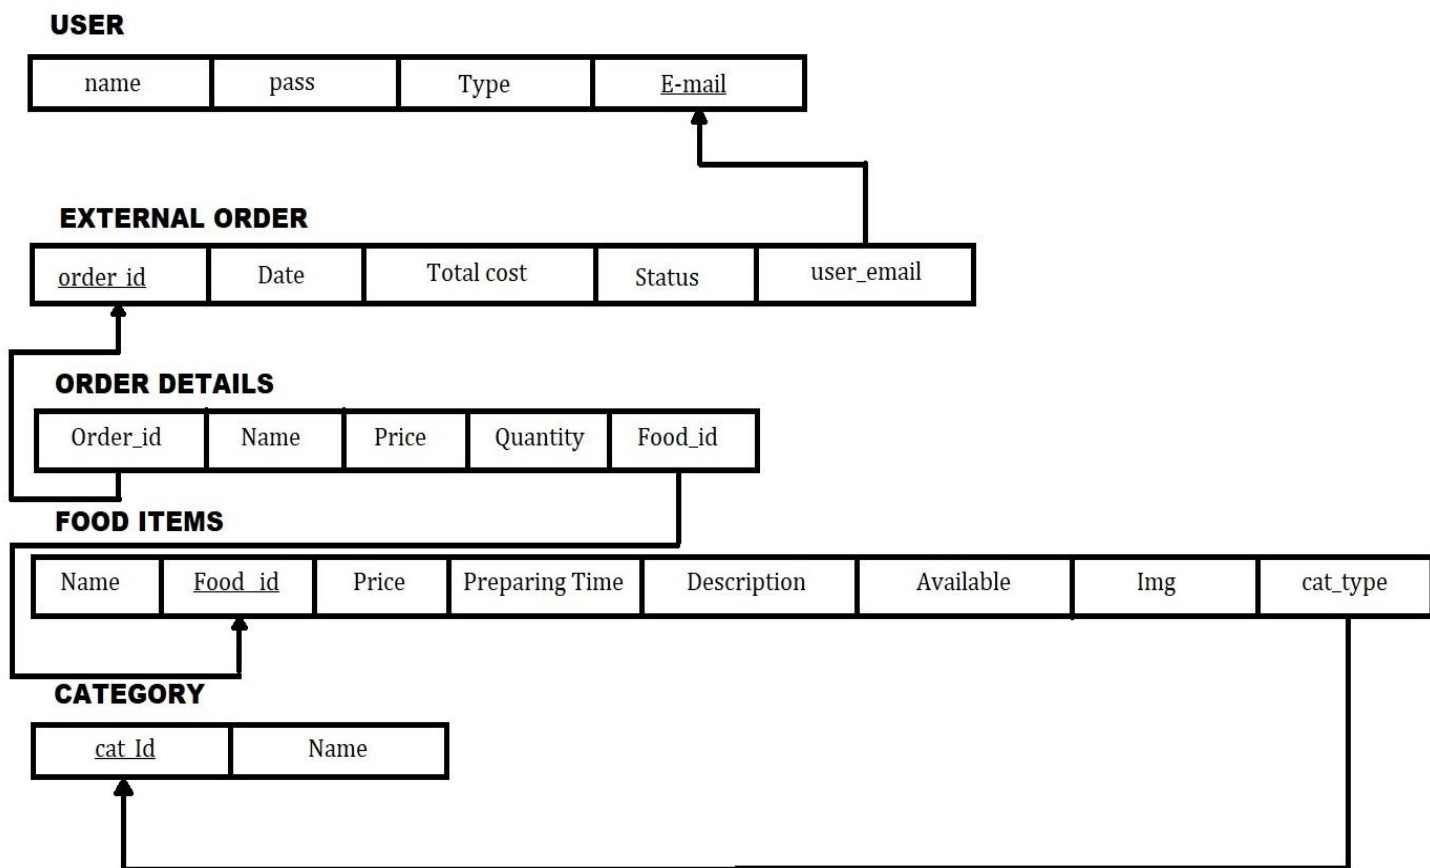 USER
name pass Type E-mail
EXTERNAL ORDER
order_id Date Total cost Status user_email
ORDER DETAILS
Order_id Name Price Quantity Food_id
FOOD ITEMS
Name Food_id Price Preparing Time Description Available Img cat_type
CATEGORY
cat_Id Name